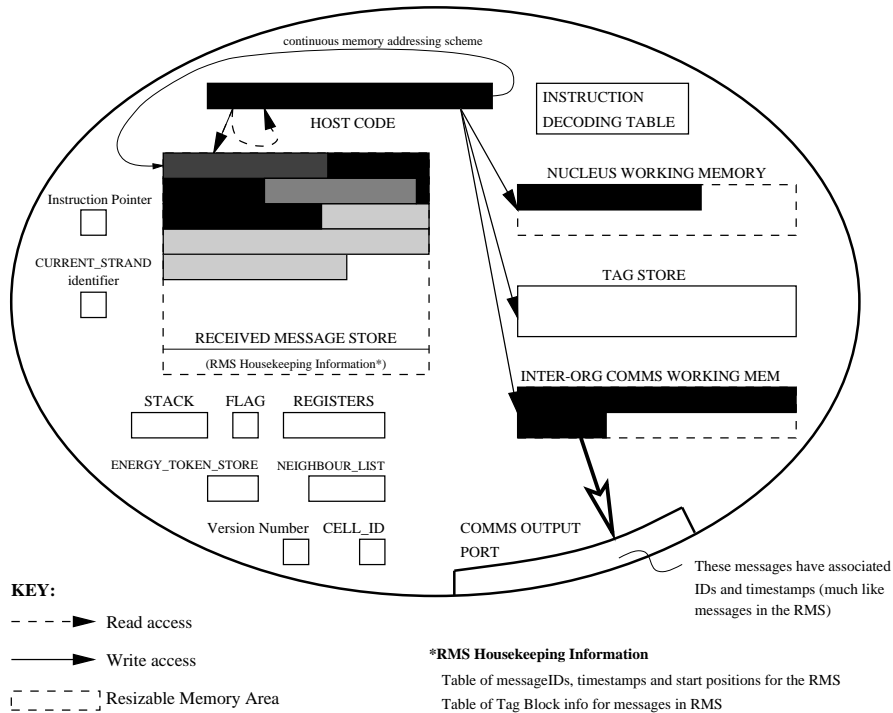 continuous memory addressing scheme
HOST CODE
INSTRUCTION
DECODING TABLE
NUCLEUS WORKING MEMORY
Instruction Pointer
CURRENT_STRAND
identifier
TAG STORE
RECEIVED MESSAGE STORE
(RMS Housekeeping Information*)
INTER-ORG COMMS WORKING MEM
STACK
FLAG
REGISTERS
ENERGY_TOKEN_STORE
NEIGHBOUR_LIST
Version Number
CELL_ID
COMMS OUTPUT
PORT
These messages have associated
IDs and timestamps (much like
messages in the RMS)
KEY:
Read access
Write access
Resizable Memory Area
*RMS Housekeeping Information
Table of messageIDs, timestamps and start positions for the RMS
Table of Tag Block info for messages in RMS